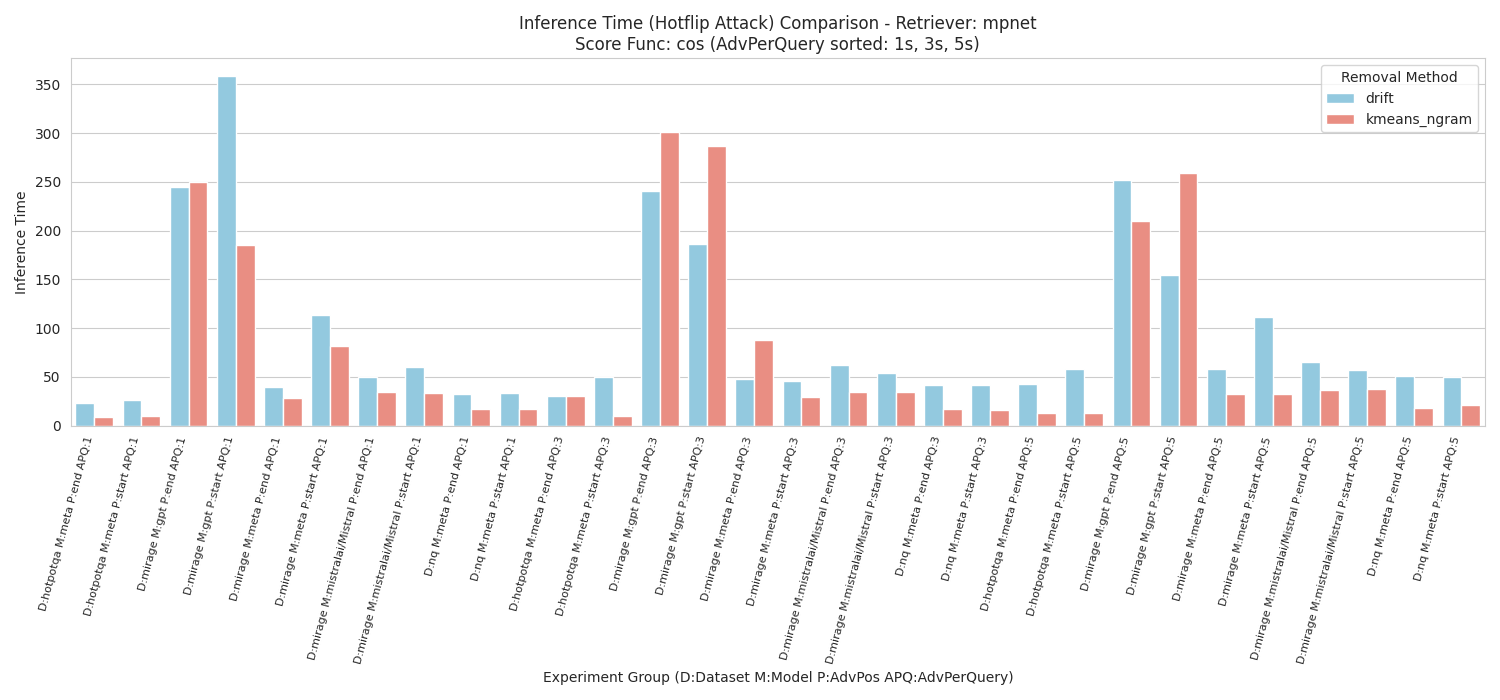 Inference Time (Hotflip Attack) Comparison - Retriever: mpnet
Score Func: cos (AdvPerQuery sorted: 1s, 3s, 5s)
Removal Method
drift
kmeans_ngram
Inference Time
350
300
250
200
150
100
50
0
D:hotpotqa M:meta P:end APQ:1
D:hotpotqa M:meta P:start APQ:1
D:mirage M:gpt P:end APQ:1
D:mirage M:gpt P:start APQ:1
D:mirage M:meta P:end APQ:1
D:mirage M:meta P:start APQ:1
D:mirage M:mistralai/Mistral P:end APQ:1
D:mirage M:mistralai/Mistral P:start APQ:1
D:nq M:meta P:end APQ:1
D:nq M:meta P:start APQ:1
D:hotpotqa M:meta P:end APQ:3
D:hotpotqa M:meta P:start APQ:3
D:mirage M:gpt P:end APQ:3
D:mirage M:gpt P:start APQ:3
D:mirage M:meta P:end APQ:3
D:mirage M:meta P:start APQ:3
D:mirage M:mistralai/Mistral P:end APQ:3
D:mirage M:mistralai/Mistral P:start APQ:3
D:nq M:meta P:end APQ:3
D:nq M:meta P:start APQ:3
D:hotpotqa M:meta P:end APQ:5
D:hotpotqa M:meta P:start APQ:5
D:mirage M:gpt P:end APQ:5
D:mirage M:gpt P:start APQ:5
D:mirage M:meta P:end APQ:5
D:mirage M:meta P:start APQ:5
D:mirage M:mistralai/Mistral P:end APQ:5
D:mirage M:mistralai/Mistral P:start APQ:5
D:nq M:meta P:end APQ:5
D:nq M:meta P:start APQ:5
Experiment Group (D:Dataset M:Model P:AdvPos APQ:AdvPerQuery)